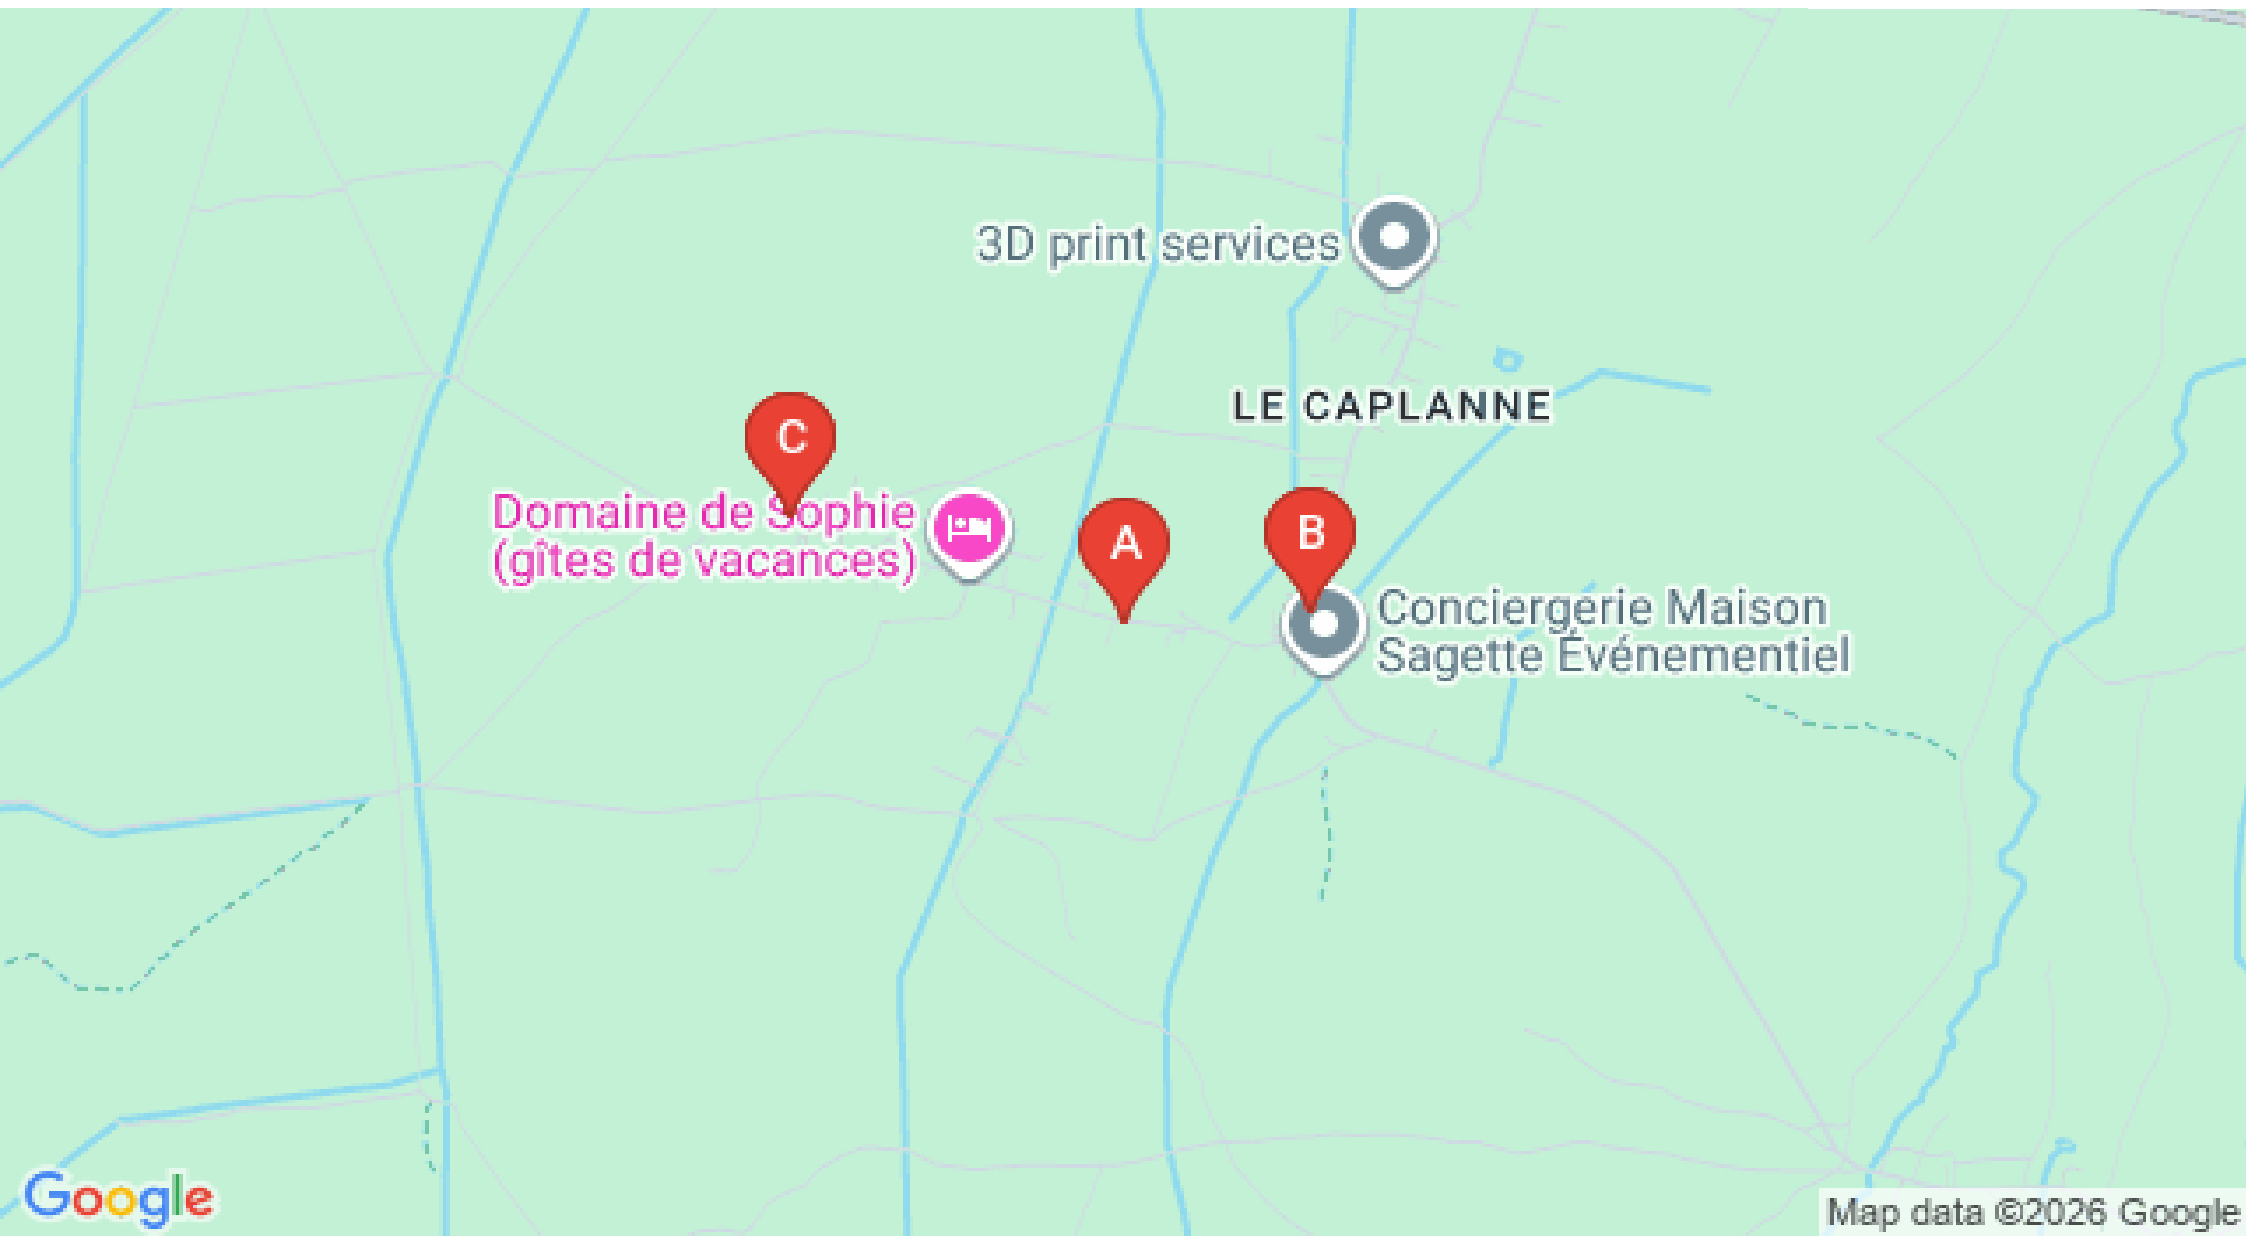 3D print services
LE CAPLANNE
C
Domaine de Sophie
(gîtes de vacances)
A
B
Conciergerie Maison
Sagette Événementiel
Google
Map data ©2026 Google